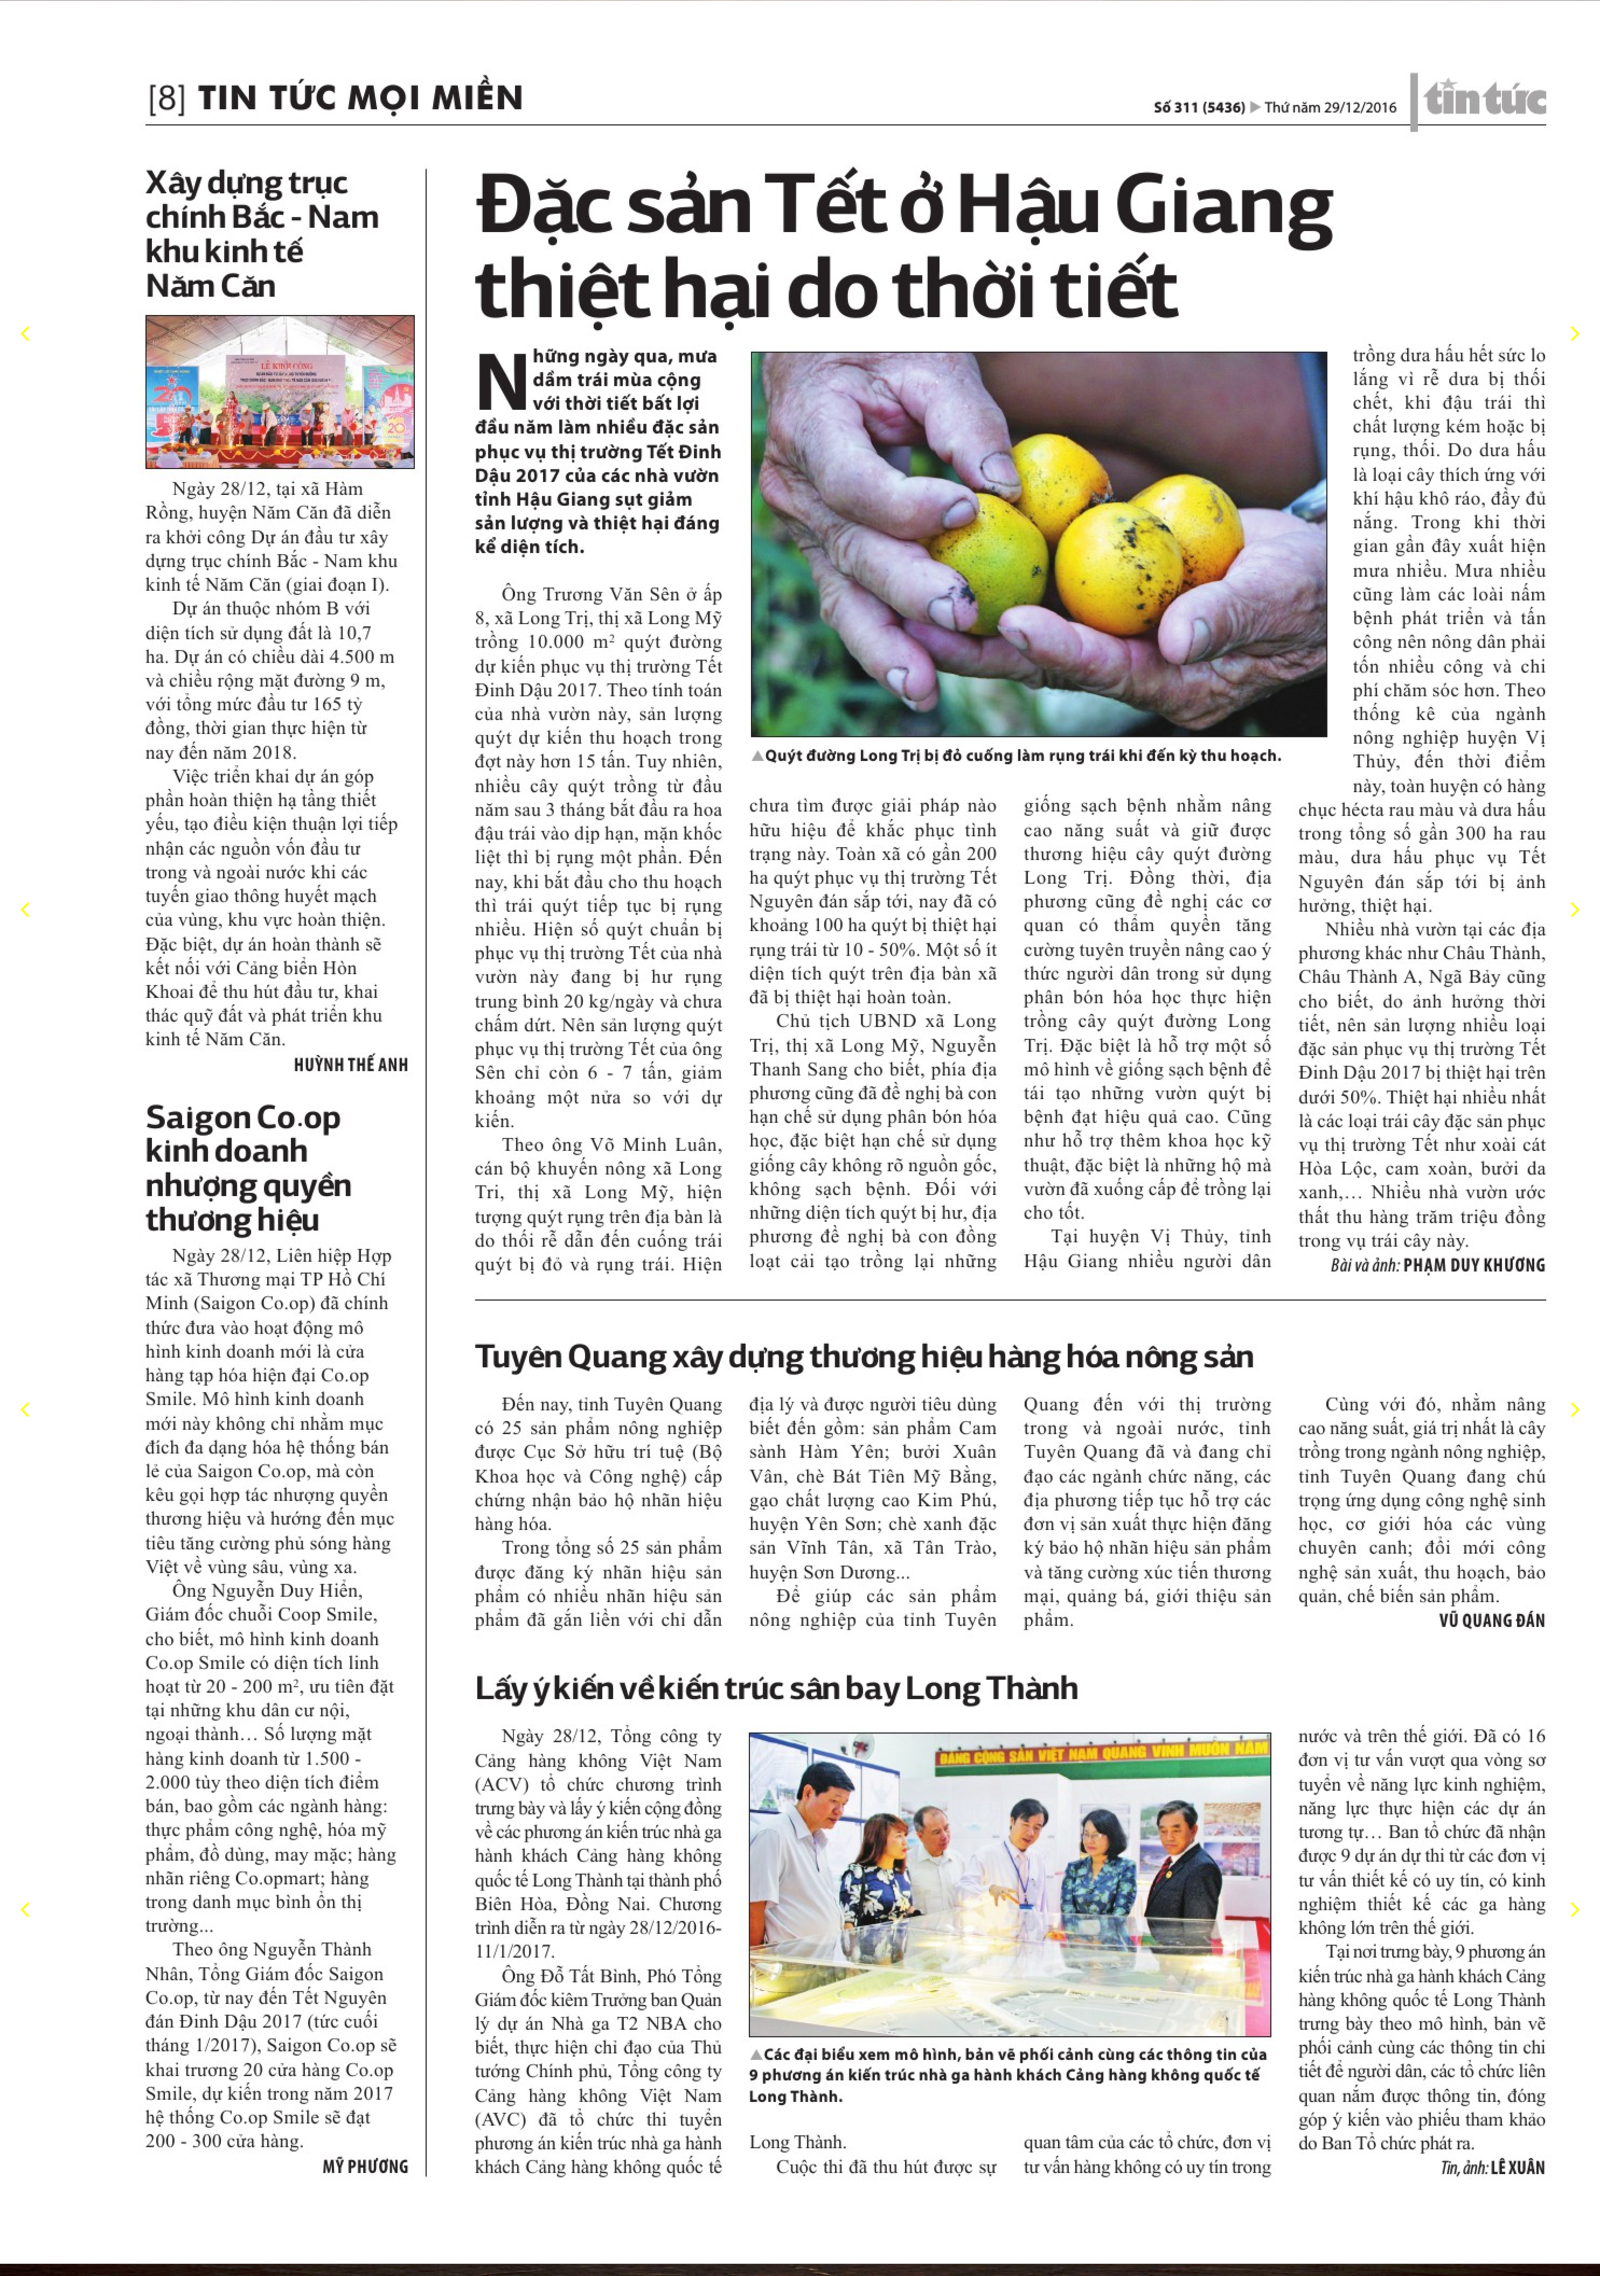 [8] TIN TỨC MỌI MIỀN
Số 311 (5436) ▶ Thứ năm 29/12/2016
tin tức
Xây dựng trục
chính Bắc - Nam
khu kinh tế
Năm Căn
LỄ KHỞI CÔNG
Ngày 28/12, tại xã Hàm
Rồng, huyện Năm Căn đã diễn
ra khởi công Dự án đầu tư xây
dựng trục chính Bắc - Nam khu
kinh tế Năm Căn (giai đoạn I).
Dự án thuộc nhóm B với
diện tích sử dụng đất là 10,7
ha. Dự án có chiều dài 4.500 m
và chiều rộng mặt đường 9 m,
với tổng mức đầu tư 165 tỷ
đồng, thời gian thực hiện từ
nay đến năm 2018.
Việc triển khai dự án góp
phần hoàn thiện hạ tầng thiết
yếu, tạo điều kiện thuận lợi tiếp
nhận các nguồn vốn đầu tư
trong và ngoài nước khi các
tuyến giao thông huyết mạch
của vùng, khu vực hoàn thiện.
Đặc biệt, dự án hoàn thành sẽ
kết nối với Cảng biển Hòn
Khoai để thu hút đầu tư, khai
thác quỹ đất và phát triển khu
kinh tế Năm Căn.
HUỲNH THẾ ANH
Saigon Co.op
kinh doanh
nhượng quyền
thương hiệu
Ngày 28/12, Liên hiệp Hợp
tác xã Thương mại TP Hồ Chí
Minh (Saigon Co.op) đã chính
thức đưa vào hoạt động mô
hình kinh doanh mới là cửa
hàng tạp hóa hiện đại Co.op
Smile. Mô hình kinh doanh
mới này không chỉ nhằm mục
đích đa dạng hóa hệ thống bán
lẻ của Saigon Co.op, mà còn
kêu gọi hợp tác nhượng quyền
thương hiệu và hướng đến mục
tiêu tăng cường phủ sóng hàng
Việt về vùng sâu, vùng xa.
Ông Nguyễn Duy Hiển,
Giám đốc chuỗi Coop Smile,
cho biết, mô hình kinh doanh
Co.op Smile có diện tích linh
hoạt từ 20 - 200 m², ưu tiên đặt
tại những khu dân cư nội,
ngoại thành… Số lượng mặt
hàng kinh doanh từ 1.500 -
2.000 tùy theo diện tích điểm
bán, bao gồm các ngành hàng:
thực phẩm công nghệ, hóa mỹ
phẩm, đồ dùng, may mặc; hàng
nhãn riêng Co.opmart; hàng
trong danh mục bình ổn thị
trường...
Theo ông Nguyễn Thành
Nhân, Tổng Giám đốc Saigon
Co.op, từ nay đến Tết Nguyên
đán Đinh Dậu 2017 (tức cuối
tháng 1/2017), Saigon Co.op sẽ
khai trương 20 cửa hàng Co.op
Smile, dự kiến trong năm 2017
hệ thống Co.op Smile sẽ đạt
200 - 300 cửa hàng.
MỸ PHƯƠNG
Đặc sản Tết ở Hậu Giang
thiệt hại do thời tiết
Những ngày qua, mưa
dầm trái mùa cộng
với thời tiết bất lợi
đầu năm làm nhiều đặc sản
phục vụ thị trường Tết Đinh
Dậu 2017 của các nhà vườn
tỉnh Hậu Giang sụt giảm
sản lượng và thiệt hại đáng
kể diện tích.
Ông Trương Văn Sên ở ấp
8, xã Long Trị, thị xã Long Mỹ
trồng 10.000 m² quýt đường
dự kiến phục vụ thị trường Tết
Đinh Dậu 2017. Theo tính toán
của nhà vườn này, sản lượng
quýt dự kiến thu hoạch trong
đợt này hơn 15 tấn. Tuy nhiên,
nhiều cây quýt trồng từ đầu
năm sau 3 tháng bắt đầu ra hoa
đậu trái vào dịp hạn, mặn khốc
liệt thì bị rụng một phần. Đến
nay, khi bắt đầu cho thu hoạch
thì trái quýt tiếp tục bị rụng
nhiều. Hiện số quýt chuẩn bị
phục vụ thị trường Tết của nhà
vườn này đang bị hư rụng
trung bình 20 kg/ngày và chưa
chấm dứt. Nên sản lượng quýt
phục vụ thị trường Tết của ông
Sên chỉ còn 6 - 7 tấn, giảm
khoảng một nửa so với dự
kiến.
Theo ông Võ Minh Luân,
cán bộ khuyến nông xã Long
Trị, thị xã Long Mỹ, hiện
tượng quýt rụng trên địa bàn là
do thối rễ dẫn đến cuống trái
quýt bị đỏ và rụng trái. Hiện
▲Quýt đường Long Trị bị đỏ cuống làm rụng trái khi đến kỳ thu hoạch.
chưa tìm được giải pháp nào
hữu hiệu để khắc phục tình
trạng này. Toàn xã có gần 200
ha quýt phục vụ thị trường Tết
Nguyên đán sắp tới, nay đã có
khoảng 100 ha quýt bị thiệt hại
rụng trái từ 10 - 50%. Một số ít
diện tích quýt trên địa bàn xã
đã bị thiệt hại hoàn toàn.
Chủ tịch UBND xã Long
Trị, thị xã Long Mỹ, Nguyễn
Thanh Sang cho biết, phía địa
phương cũng đã đề nghị bà con
hạn chế sử dụng phân bón hóa
học, đặc biệt hạn chế sử dụng
giống cây không rõ nguồn gốc,
không sạch bệnh. Đối với
những diện tích quýt bị hư, địa
phương đề nghị bà con đồng
loạt cải tạo trồng lại những
giống sạch bệnh nhằm nâng
cao năng suất và giữ được
thương hiệu cây quýt đường
Long Trị. Đồng thời, địa
phương cũng đề nghị các cơ
quan có thẩm quyền tăng
cường tuyên truyền nâng cao ý
thức người dân trong sử dụng
phân bón hóa học thực hiện
trồng cây quýt đường Long
Trị. Đặc biệt là hỗ trợ một số
mô hình về giống sạch bệnh để
tái tạo những vườn quýt bị
bệnh đạt hiệu quả cao. Cũng
như hỗ trợ thêm khoa học kỹ
thuật, đặc biệt là những hộ mà
vườn đã xuống cấp để trồng lại
cho tốt.
Tại huyện Vị Thủy, tỉnh
Hậu Giang nhiều người dân
trồng dưa hấu hết sức lo
lắng vì rễ dưa bị thối
chết, khi đậu trái thì
chất lượng kém hoặc bị
rụng, thối. Do dưa hấu
là loại cây thích ứng với
khí hậu khô ráo, đầy đủ
nắng. Trong khi thời
gian gần đây xuất hiện
mưa nhiều. Mưa nhiều
cũng làm các loài nấm
bệnh phát triển và tấn
công nên nông dân phải
tốn nhiều công và chi
phí chăm sóc hơn. Theo
thống kê của ngành
nông nghiệp huyện Vị
Thủy, đến thời điểm
này, toàn huyện có hàng
chục hécta rau màu và dưa hấu
trong tổng số gần 300 ha rau
màu, dưa hấu phục vụ Tết
Nguyên đán sắp tới bị ảnh
hưởng, thiệt hại.
Nhiều nhà vườn tại các địa
phương khác như Châu Thành,
Châu Thành A, Ngã Bảy cũng
cho biết, do ảnh hưởng thời
tiết, nên sản lượng nhiều loại
đặc sản phục vụ thị trường Tết
Đinh Dậu 2017 bị thiệt hại trên
dưới 50%. Thiệt hại nhiều nhất
là các loại trái cây đặc sản phục
vụ thị trường Tết như xoài cát
Hòa Lộc, cam xoàn, bưởi da
xanh,… Nhiều nhà vườn ước
thất thu hàng trăm triệu đồng
trong vụ trái cây này.
Bài và ảnh: PHẠM DUY KHƯƠNG
Tuyên Quang xây dựng thương hiệu hàng hóa nông sản
Đến nay, tỉnh Tuyên Quang
có 25 sản phẩm nông nghiệp
được Cục Sở hữu trí tuệ (Bộ
Khoa học và Công nghệ) cấp
chứng nhận bảo hộ nhãn hiệu
hàng hóa.
Trong tổng số 25 sản phẩm
được đăng ký nhãn hiệu sản
phẩm có nhiều nhãn hiệu sản
phẩm đã gắn liền với chỉ dẫn
địa lý và được người tiêu dùng
biết đến gồm: sản phẩm Cam
sành Hàm Yên; bưởi Xuân
Vân, chè Bát Tiên Mỹ Bằng,
gạo chất lượng cao Kim Phú,
huyện Yên Sơn; chè xanh đặc
sản Vĩnh Tân, xã Tân Trào,
huyện Sơn Dương...
Để giúp các sản phẩm
nông nghiệp của tỉnh Tuyên
Quang đến với thị trường
trong và ngoài nước, tỉnh
Tuyên Quang đã và đang chỉ
đạo các ngành chức năng, các
địa phương tiếp tục hỗ trợ các
đơn vị sản xuất thực hiện đăng
ký bảo hộ nhãn hiệu sản phẩm
và tăng cường xúc tiến thương
mại, quảng bá, giới thiệu sản
phẩm.
Cùng với đó, nhằm nâng
cao năng suất, giá trị nhất là cây
trồng trong ngành nông nghiệp,
tỉnh Tuyên Quang đang chú
trọng ứng dụng công nghệ sinh
học, cơ giới hóa các vùng
chuyên canh; đổi mới công
nghệ sản xuất, thu hoạch, bảo
quản, chế biến sản phẩm.
VŨ QUANG ĐÁN
Lấy ý kiến về kiến trúc sân bay Long Thành
Ngày 28/12, Tổng công ty
Cảng hàng không Việt Nam
(ACV) tổ chức chương trình
trưng bày và lấy ý kiến cộng đồng
về các phương án kiến trúc nhà ga
hành khách Cảng hàng không
quốc tế Long Thành tại thành phố
Biên Hòa, Đồng Nai. Chương
trình diễn ra từ ngày 28/12/2016-
11/1/2017.
Ông Đỗ Tất Bình, Phó Tổng
Giám đốc kiêm Trưởng ban Quản
lý dự án Nhà ga T2 NBA cho
biết, thực hiện chỉ đạo của Thủ
tướng Chính phủ, Tổng công ty
Cảng hàng không Việt Nam
(AVC) đã tổ chức thi tuyển
phương án kiến trúc nhà ga hành
khách Cảng hàng không quốc tế
ĐẢNG CỘNG SẢN VIỆT NAM QUANG VINH MUÔN NĂM
▲Các đại biểu xem mô hình, bản vẽ phối cảnh cùng các thông tin của
9 phương án kiến trúc nhà ga hành khách Cảng hàng không quốc tế
Long Thành.
Long Thành.
Cuộc thi đã thu hút được sự
quan tâm của các tổ chức, đơn vị
tư vấn hàng không có uy tín trong
nước và trên thế giới. Đã có 16
đơn vị tư vấn vượt qua vòng sơ
tuyển về năng lực kinh nghiệm,
năng lực thực hiện các dự án
tương tự… Ban tổ chức đã nhận
được 9 dự án dự thi từ các đơn vị
tư vấn thiết kế có uy tín, có kinh
nghiệm thiết kế các ga hàng
không lớn trên thế giới.
Tại nơi trưng bày, 9 phương án
kiến trúc nhà ga hành khách Cảng
hàng không quốc tế Long Thành
trưng bày theo mô hình, bản vẽ
phối cảnh cùng các thông tin chi
tiết để người dân, các tổ chức liên
quan nắm được thông tin, đóng
góp ý kiến vào phiếu tham khảo
do Ban Tổ chức phát ra.
Tin, ảnh: LÊ XUÂN